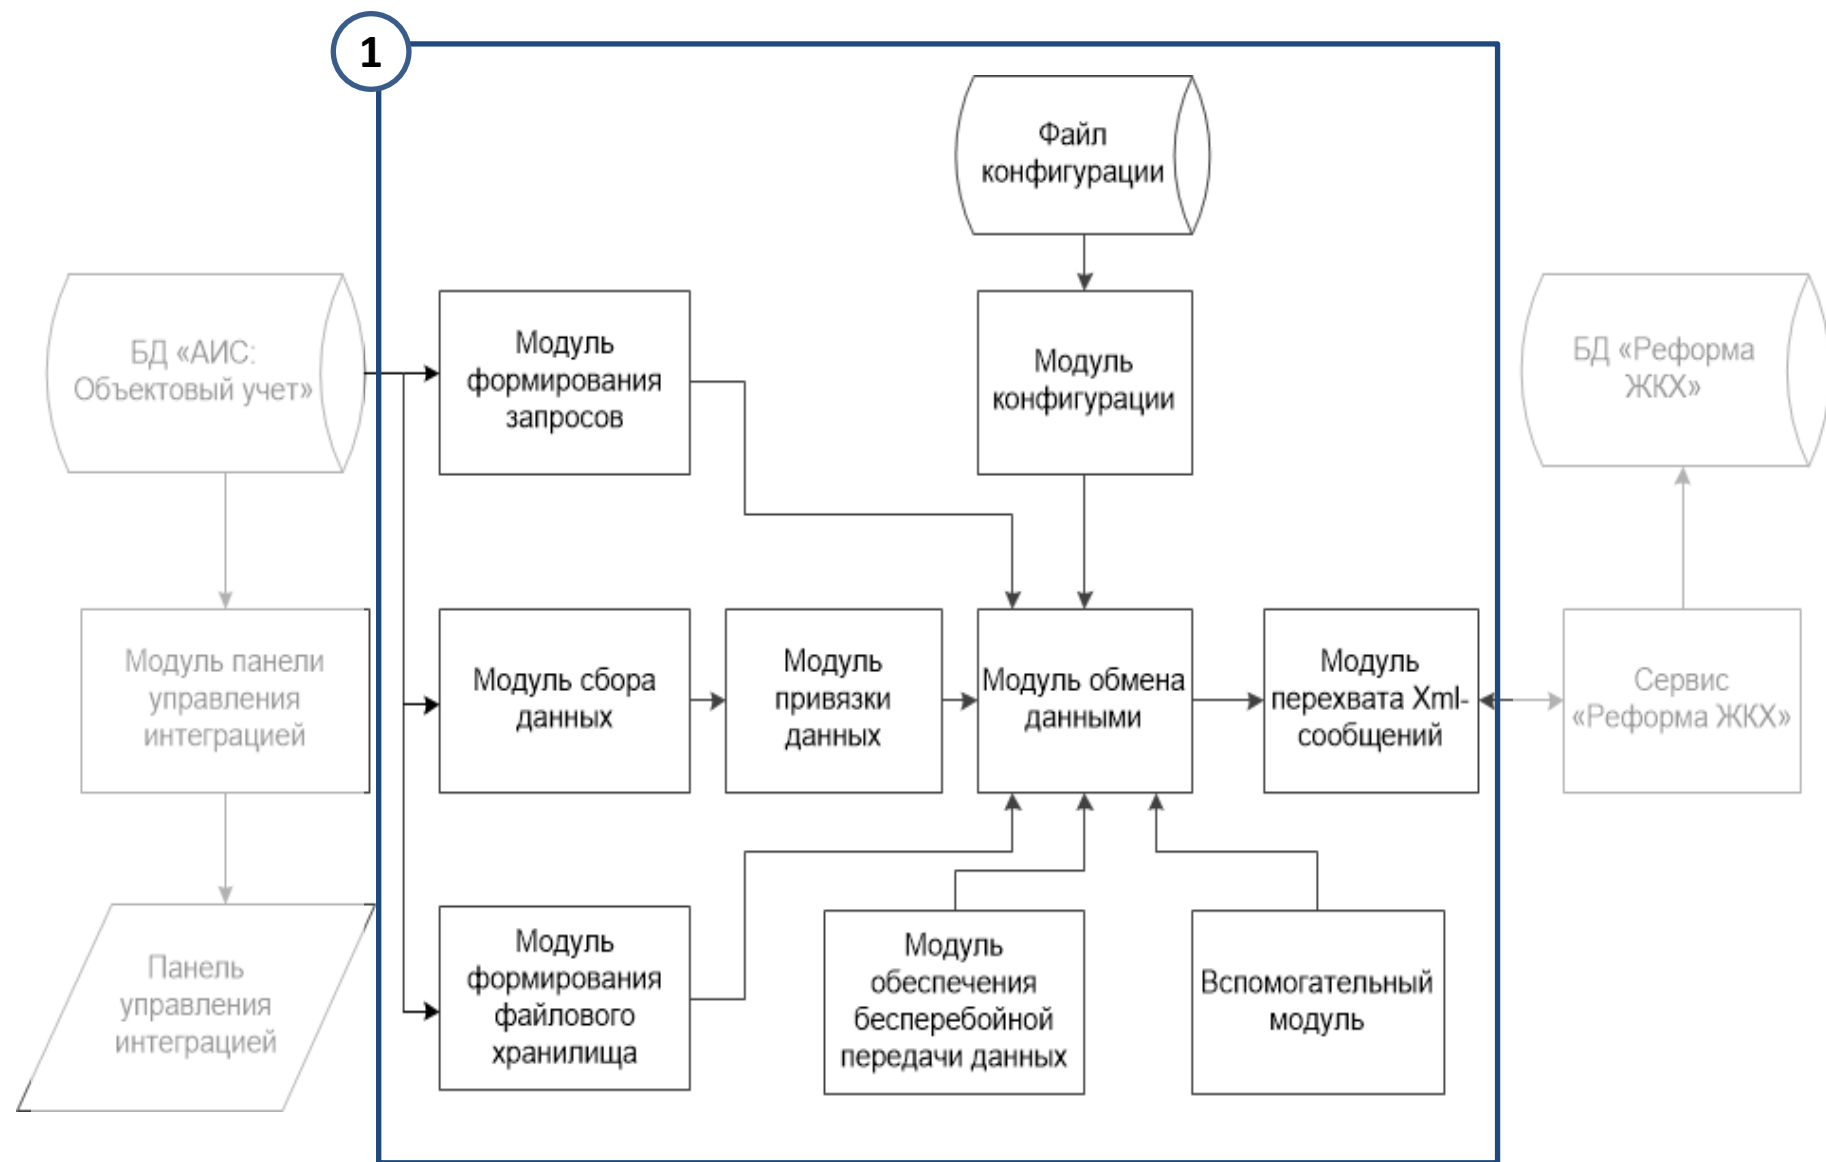 1
Файл
конфигурации
БД «АИС:
Объектовый учет»
Модуль
формирования
запросов
Модуль
конфигурации
БД «Реформа
ЖКХ»
Модуль панели
управления
интеграцией
Модуль сбора
данных
Модуль
привязки
данных
Модуль обмена
данными
Модуль
перехвата Xml-
сообщений
Сервис
«Реформа ЖКХ»
Панель
управления
интеграцией
Модуль
формирования
файлового
хранилища
Модуль
обеспечения
бесперебойной
передачи данных
Вспомогательный
модуль